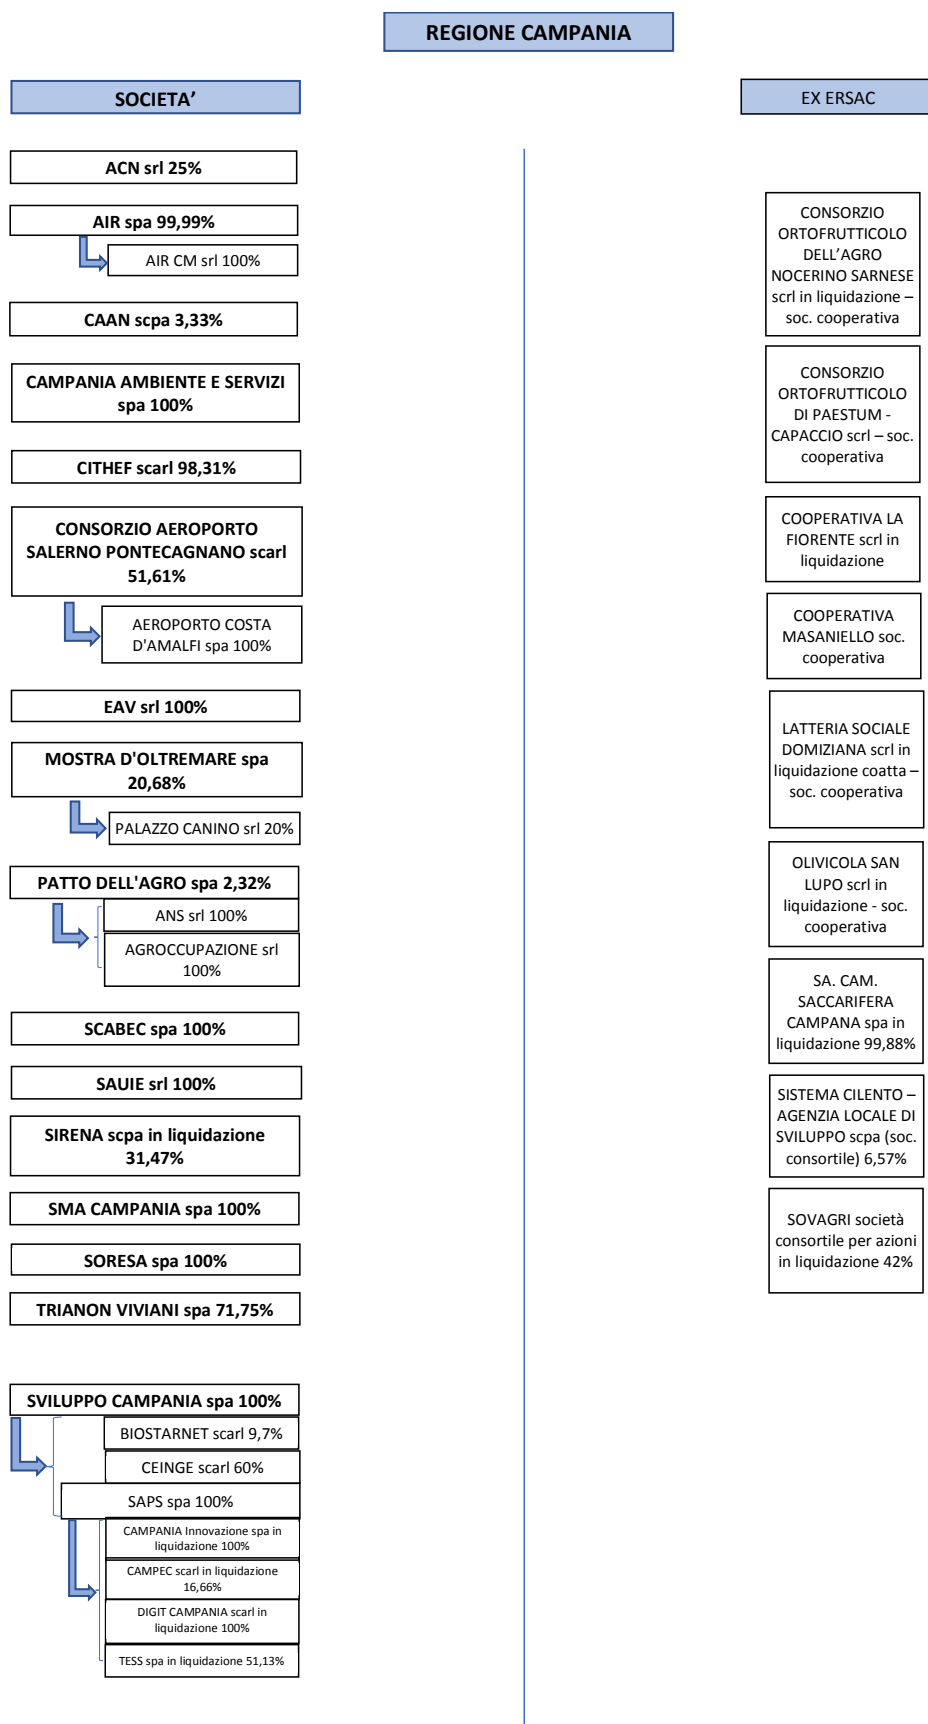 REGIONE CAMPANIA
SOCIETA’
ACN srl 25%
AIR spa 99,99%
AIR CM srl 100%
CAAN scpa 3,33%
CAMPANIA AMBIENTE E SERVIZI
spa 100%
CITHEF scarl 98,31%
CONSORZIO AEROPORTO
SALERNO PONTECAGNANO scarl
51,61%
AEROPORTO COSTA
D'AMALFI spa 100%
EAV srl 100%
MOSTRA D'OLTREMARE spa
20,68%
PALAZZO CANINO srl 20%
PATTO DELL'AGRO spa 2,32%
ANS srl 100%
AGROCCUPAZIONE srl
100%
SCABEC spa 100%
SAUIE srl 100%
SIRENA scpa in liquidazione
31,47%
SMA CAMPANIA spa 100%
SORESA spa 100%
TRIANON VIVIANI spa 71,75%
SVILUPPO CAMPANIA spa 100%
BIOSTARNET scarl 9,7%
CEINGE scarl 60%
SAPS spa 100%
CAMPANIA Innovazione spa in
liquidazione 100%
CAMPEC scarl in liquidazione
16,66%
DIGIT CAMPANIA scarl in
liquidazione 100%
TESS spa in liquidazione 51,13%
EX ERSAC
CONSORZIO
ORTOFRUTTICOLO
DELL’AGRO
NOCERINO SARNESE
scrl in liquidazione –
soc. cooperativa
CONSORZIO
ORTOFRUTTICOLO
DI PAESTUM -
CAPACCIO scrl – soc.
cooperativa
COOPERATIVA LA
FIORENTE scrl in
liquidazione
COOPERATIVA
MASANIELLO soc.
cooperativa
LATTERIA SOCIALE
DOMIZIANA scrl in
liquidazione coatta –
soc. cooperativa
OLIVICOLA SAN
LUPO scrl in
liquidazione - soc.
cooperativa
SA. CAM.
SACCARIFERA
CAMPANA spa in
liquidazione 99,88%
SISTEMA CILENTO –
AGENZIA LOCALE DI
SVILUPPO scpa (soc.
consortile) 6,57%
SOVAGRI società
consortile per azioni
in liquidazione 42%